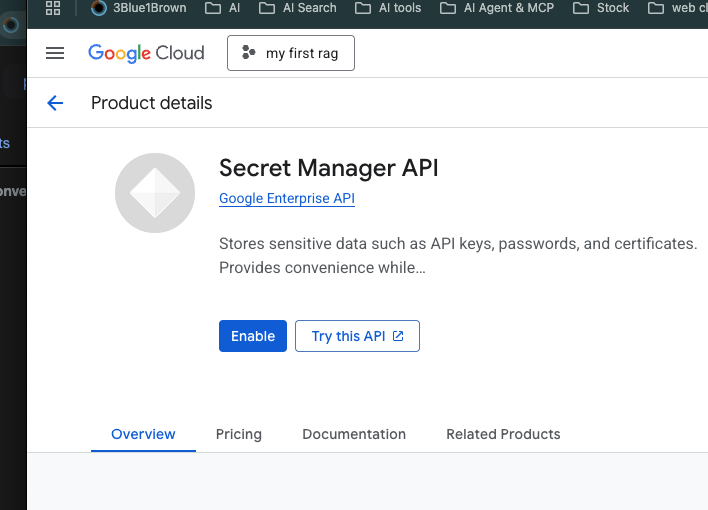 3Blue1Brown AI AI Search AI tools AI Agent & MCP Stock web cl
Google Cloud my first rag
Product details
ts
onve
Secret Manager API
Google Enterprise API
Stores sensitive data such as API keys, passwords, and certificates.
Provides convenience while…
Enable Try this API
Overview Pricing Documentation Related Products